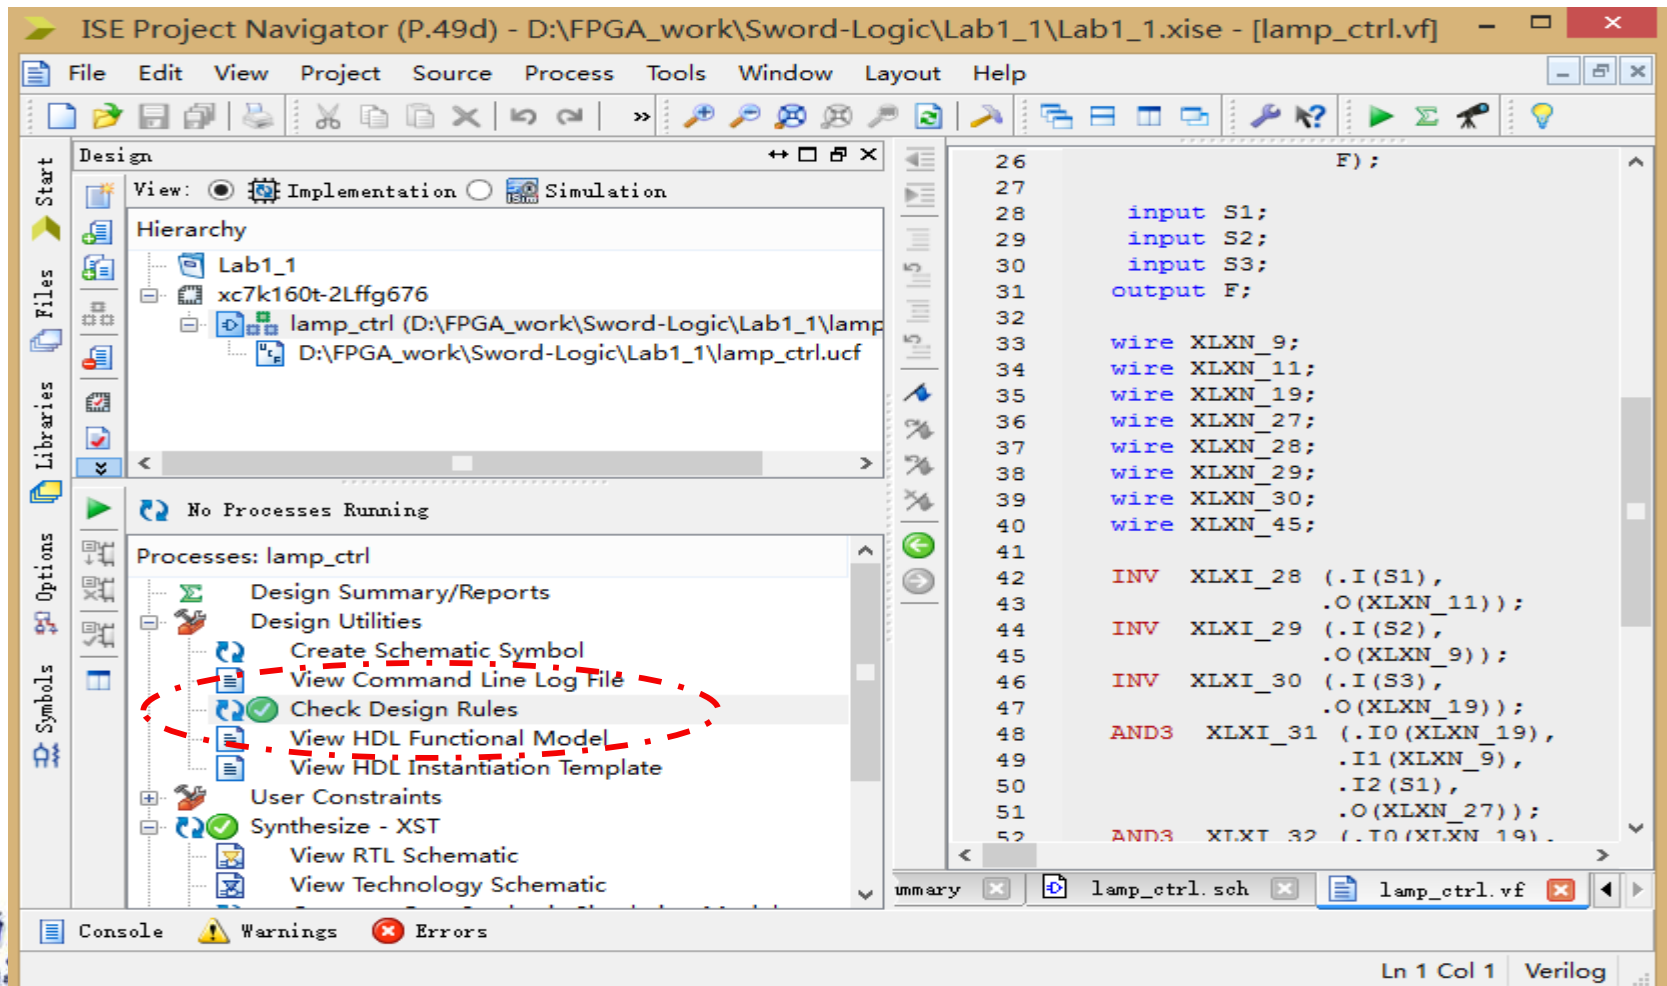 ISE Project Navigator (P.49d) - D:\FPGA_work\Sword-Logic\Lab1_1\Lab1_1.xise - [lamp_ctrl.vf]
File Edit View Project Source Process Tools Window Layout Help
Start
Files
Libraries
Options
Symbols
Design
View: Implementation Simulation
Hierarchy
Lab1_1
xc7k160t-2Lffg676
lamp_ctrl (D:\FPGA_work\Sword-Logic\Lab1_1\lamp
D:\FPGA_work\Sword-Logic\Lab1_1\lamp_ctrl.ucf
No Processes Running
Processes: lamp_ctrl
Design Summary/Reports
Design Utilities
Create Schematic Symbol
View Command Line Log File
Check Design Rules
View HDL Functional Model
View HDL Instantiation Template
User Constraints
Synthesize - XST
View RTL Schematic
View Technology Schematic
26 F);
27
28 input S1;
29 input S2;
30 input S3;
31 output F;
32
33 wire XLXN_9;
34 wire XLXN_11;
35 wire XLXN_19;
36 wire XLXN_27;
37 wire XLXN_28;
38 wire XLXN_29;
39 wire XLXN_30;
40 wire XLXN_45;
41
42 INV XLXI_28 (.I(S1),
43 .O(XLXN_11));
44 INV XLXI_29 (.I(S2),
45 .O(XLXN_9));
46 INV XLXI_30 (.I(S3),
47 .O(XLXN_19));
48 AND3 XLXI_31 (.I0(XLXN_19),
49 .I1(XLXN_9),
50 .I2(S1),
51 .O(XLXN_27));
52 AND3 XLXI_32 (.I0(XLXN_19),
ummary lamp_ctrl.sch lamp_ctrl.vf
Console Warnings Errors
Ln 1 Col 1 Verilog